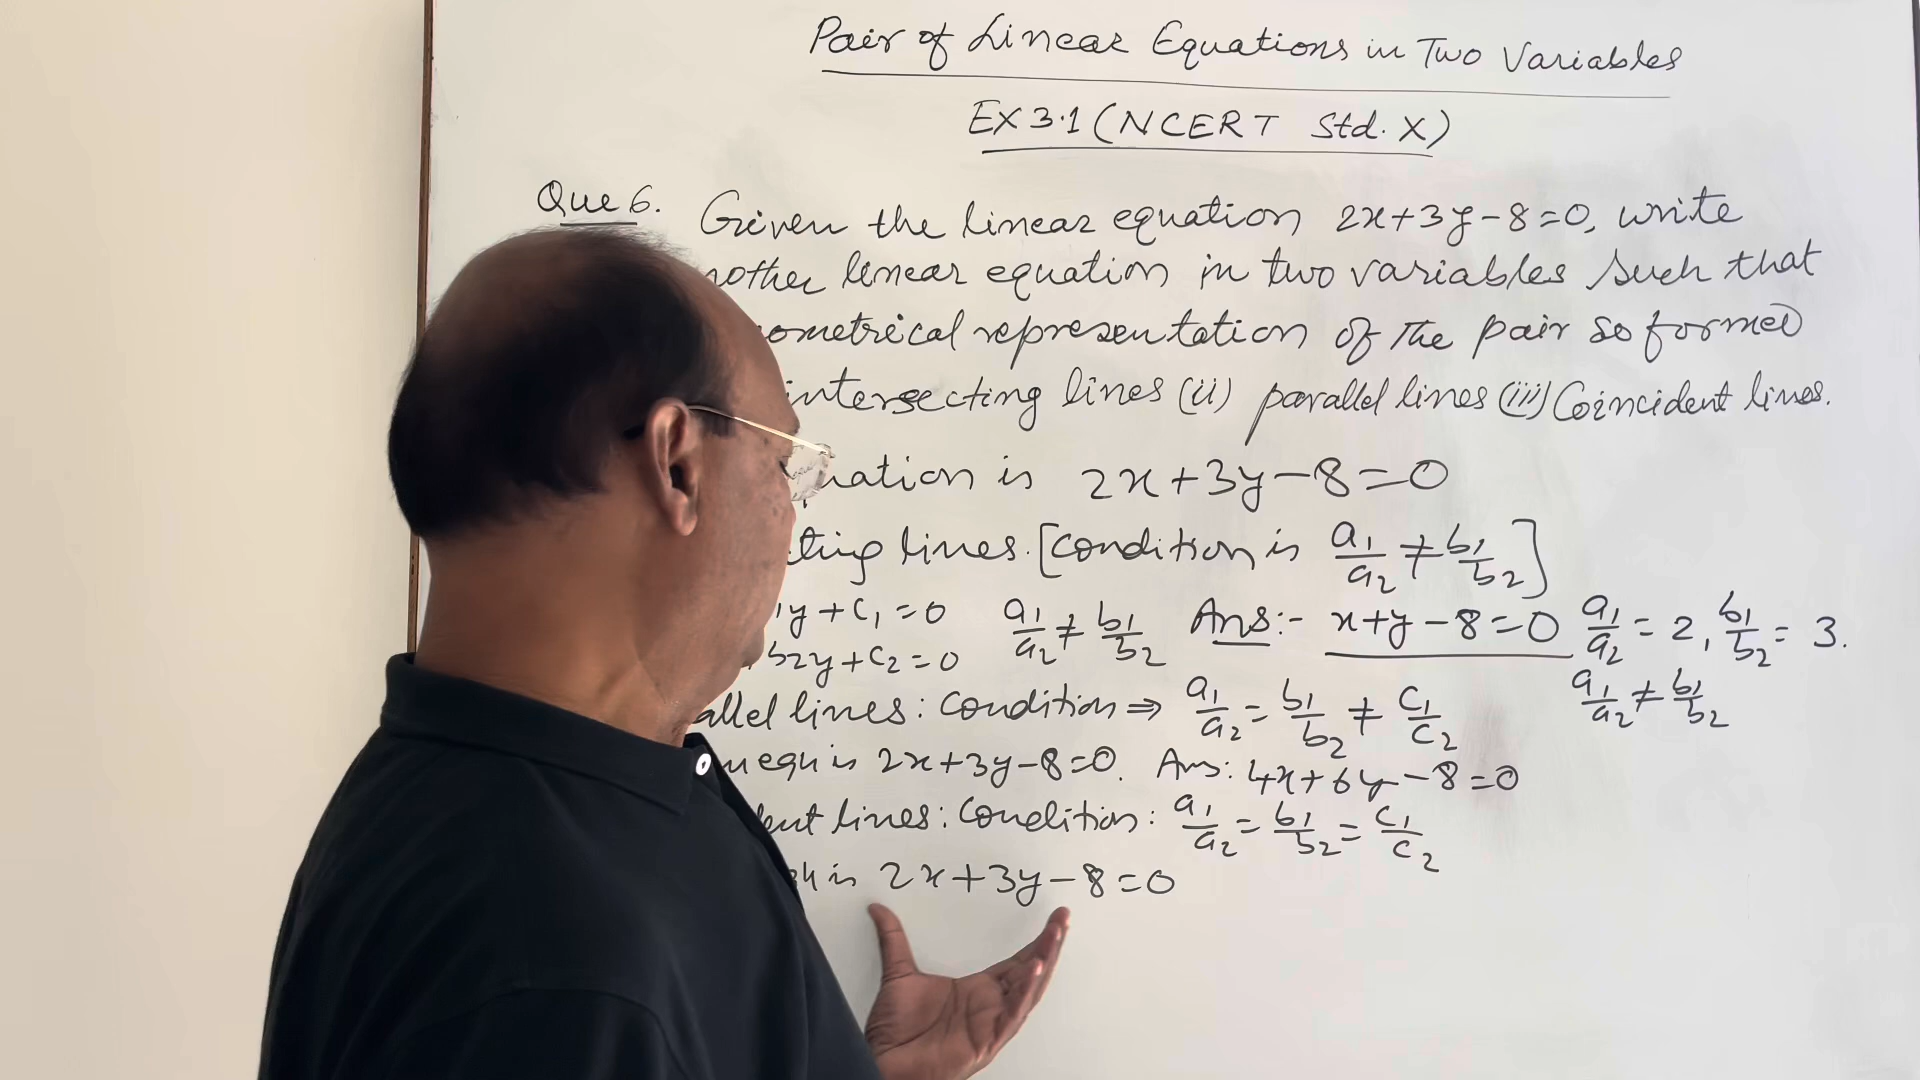 Pair of Linear Equations in Two Variables
EX 3.1 (NCERT Std. X)
Que 6. Given the linear equation 2x+3y-8=0, write
linear equation in two variables such that
representation of the pair so formed
intersecting lines (ii) parallel lines (iii) Coincident lines.
is 2x+3y-8=0
lines. [Condition is a₁/a₂ ≠ b₁/b₂]
y+c₁=0 a₁/a₂ ≠ b₁/b₂ Ans:- x+y-8=0 a₁/a₂ = 2, b₁/b₂ = 3.
b₂y+c₂=0 a₁/a₂ ≠ b₁/b₂
lines: Condition ⇒ a₁/a₂ = b₁/b₂ ≠ c₁/c₂
eqn is 2x+3y-8=0. Ans: 4x+6y-8=0
lines: Condition: a₁/a₂ = b₁/b₂ = c₁/c₂
is 2x+3y-8=0